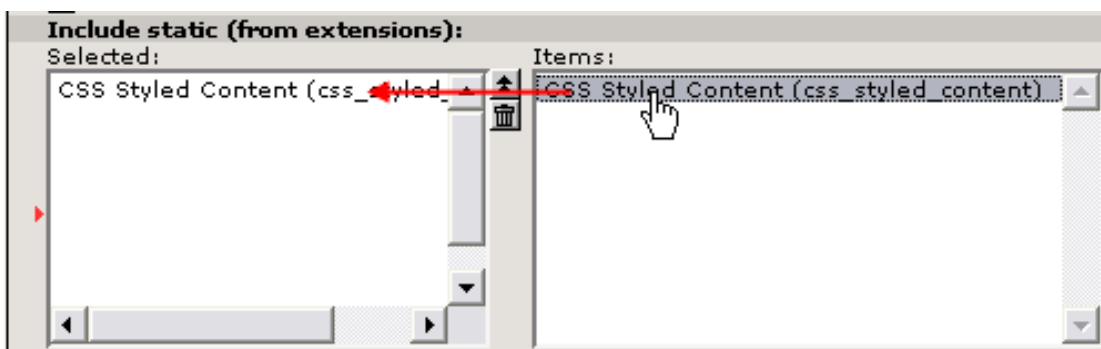 Include static (from extensions):
Selected:
Items:
CSS Styled Content (css_styled_
CSS Styled Content (css_styled_content)